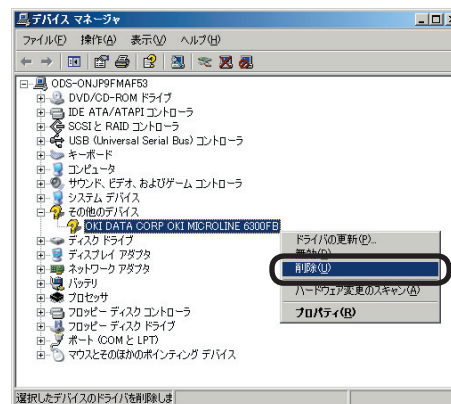 デバイス マネージャ
ファイル(F) 操作(A) 表示(V) ヘルプ(H)
ODS-ONJP9FMAF53
DVD/CD-ROM ドライブ
IDE ATA/ATAPI コントローラ
SCSI と RAID コントローラ
USB (Universal Serial Bus) コントローラ
キーボード
コンピュータ
サウンド、ビデオ、およびゲーム コントローラ
システム デバイス
その他のデバイス
OKI DATA CORP OKI MICROLINE 6300FB
ディスク ドライブ
ディスプレイ アダプタ
ネットワーク アダプタ
バッテリ
プロセッサ
フロッピー ディスク コントローラ
フロッピー ディスク ドライブ
ポート (COM と LPT)
マウスとそのほかのポインティング デバイス
ドライバの更新(P)...
無効(D)
削除(U)
ハードウェア変更のスキャン(A)
プロパティ(R)
選択したデバイスのドライバを削除しま